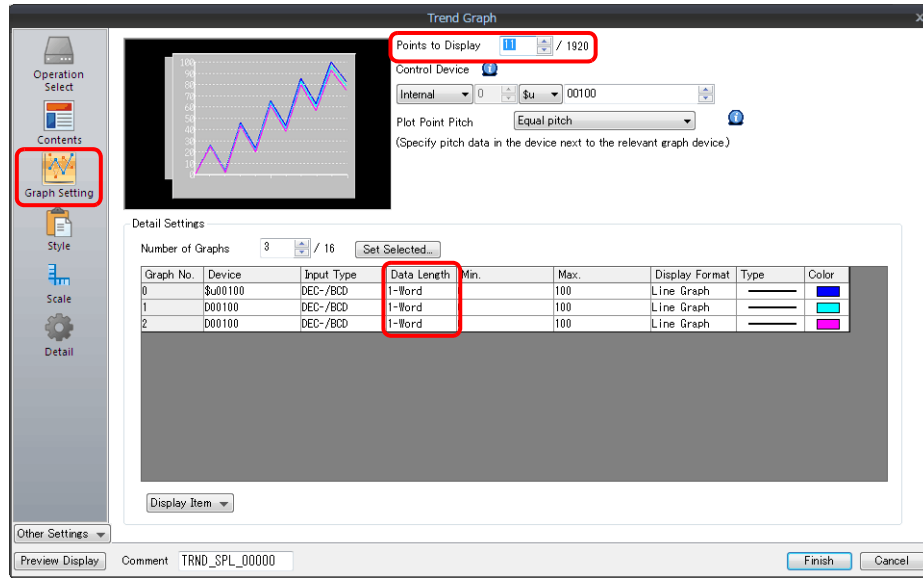 Trend Graph
Operation
Select
Contents
Graph Setting
Style
Scale
Detail
Other Settings
Preview Display
100
90
80
70
60
50
40
30
20
10
0
Points to Display 11 / 1920
Control Device
Internal 0 $u 00100
Plot Point Pitch Equal pitch
(Specify pitch data in the device next to the relevant graph device.)
Detail Settings
Number of Graphs 3 / 16 Set Selected...
Graph No. Device Input Type Data Length Min. Max. Display Format Type Color
0 $u00100 DEC-/BCD 1-Word 100 Line Graph
1 D00100 DEC-/BCD 1-Word 100 Line Graph
2 D00100 DEC-/BCD 1-Word 100 Line Graph
Display Item
Comment TRND_SPL_00000
Finish Cancel